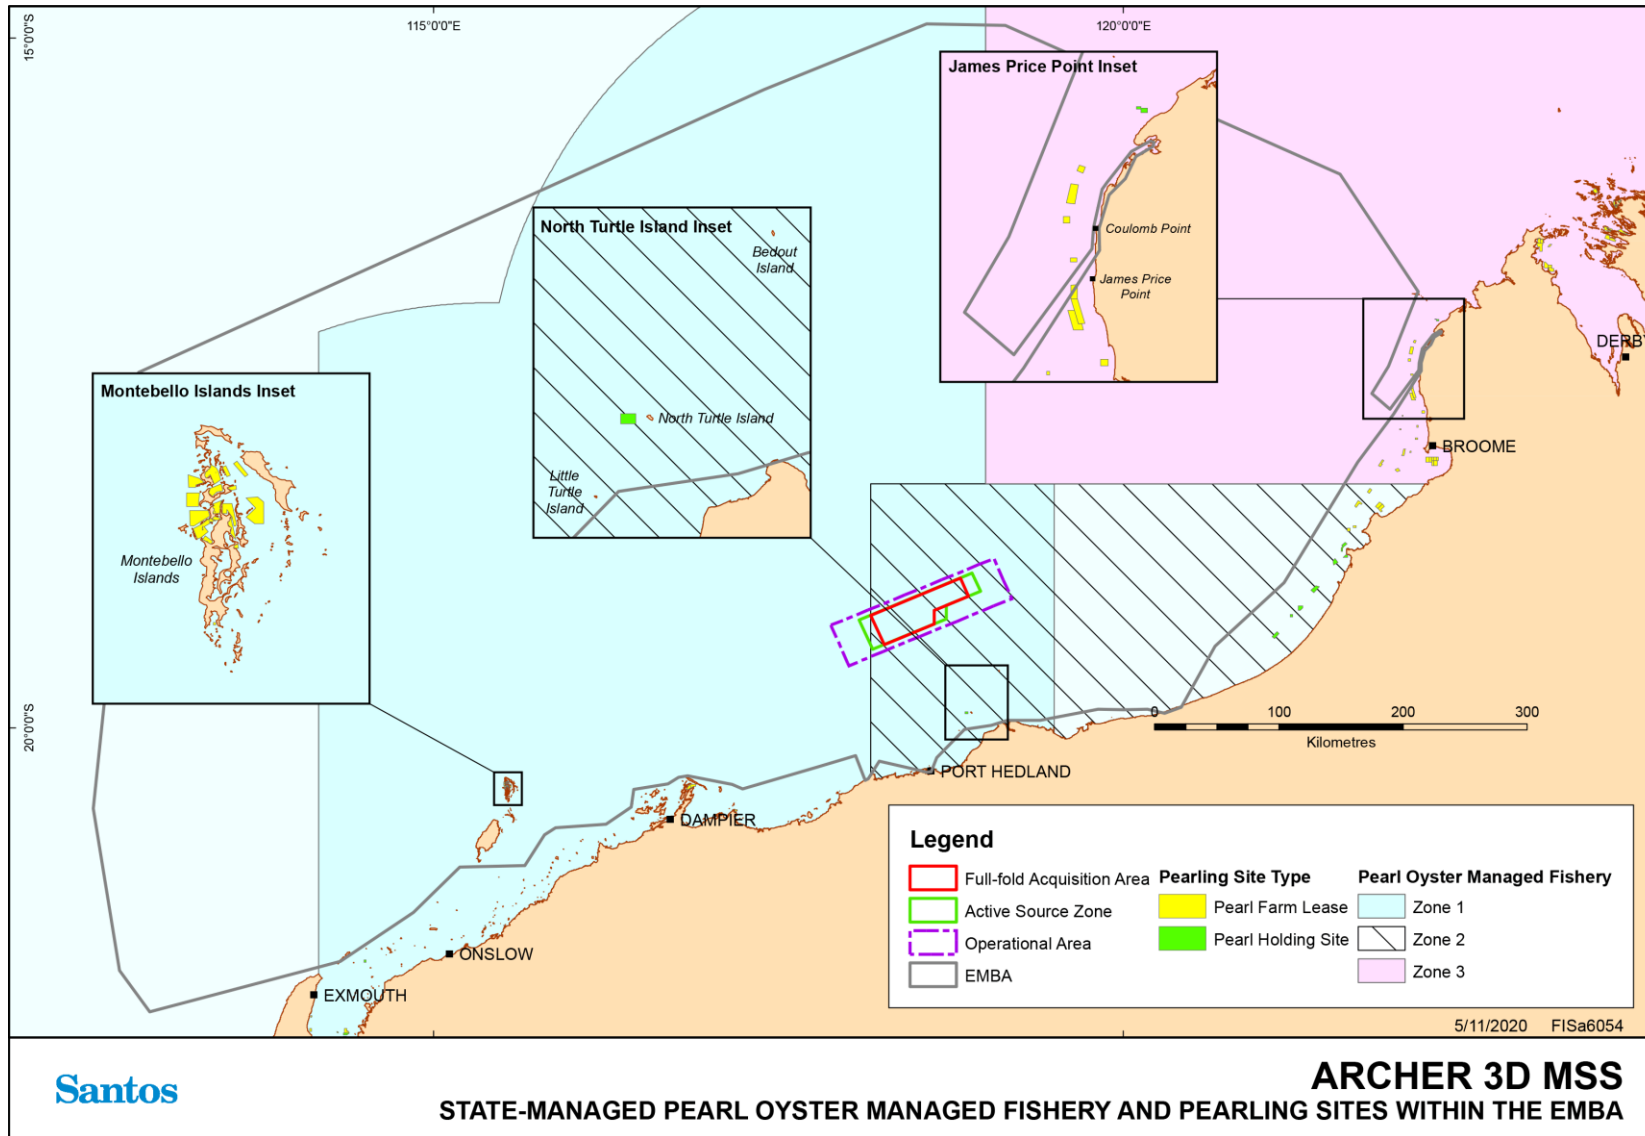 115°0'0"E
120°0'0"E
15°0'0"S
20°0'0"S
James Price Point Inset
Coulomb Point
James Price
Point
North Turtle Island Inset
Bedout
Island
North Turtle Island
Little
Turtle
Island
Montebello Islands Inset
Montebello
Islands
DERBY
BROOME
PORT HEDLAND
DAMPIER
ONSLOW
EXMOUTH
0 100 200 300
Kilometres
Legend
Full-fold Acquisition Area
Active Source Zone
Operational Area
EMBA
Pearling Site Type
Pearl Farm Lease
Pearl Holding Site
Pearl Oyster Managed Fishery
Zone 1
Zone 2
Zone 3
5/11/2020 FISa6054
Santos
ARCHER 3D MSS
STATE-MANAGED PEARL OYSTER MANAGED FISHERY AND PEARLING SITES WITHIN THE EMBA